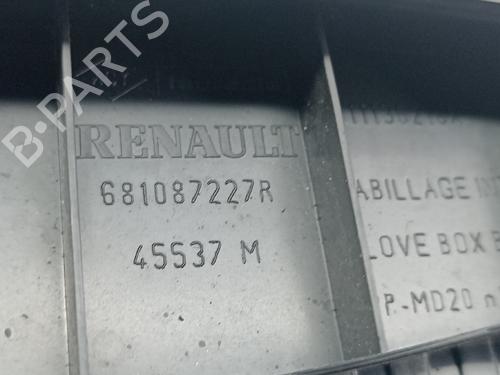 B-PARTS
RENAULT
681087227R
45537 M
ABILLAGE IN
LOVE BOX B
P.-MD20